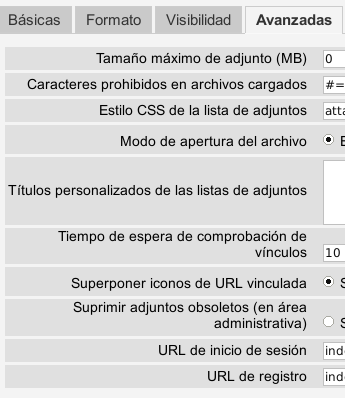 Básicas Formato Visibilidad Avanzadas
Tamaño máximo de adjunto (MB) 0
Caracteres prohibidos en archivos cargados #=
Estilo CSS de la lista de adjuntos atta
Modo de apertura del archivo
Títulos personalizados de las listas de adjuntos
Tiempo de espera de comprobación de
vínculos 10
Superponer iconos de URL vinculada S
Suprimir adjuntos obsoletos (en área
administrativa) S
URL de inicio de sesión inde
URL de registro inde